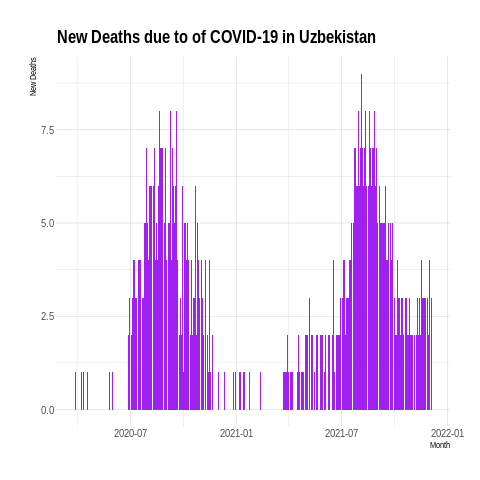 New Deaths due to of COVID-19 in Uzbekistan
New Deaths
7.5
5.0
2.5
0.0
2020-07 2021-01 2021-07 2022-01
Month